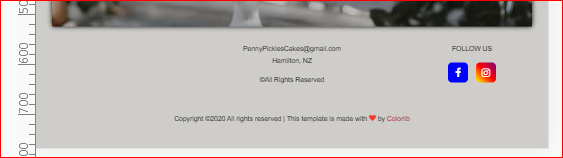 PennyPicklesCakes@gmail.com
Hamilton, NZ
©All Rights Reserved
FOLLOW US
Copyright ©2020 All rights reserved | This template is made with ❤ by Colorlib
|600
|700